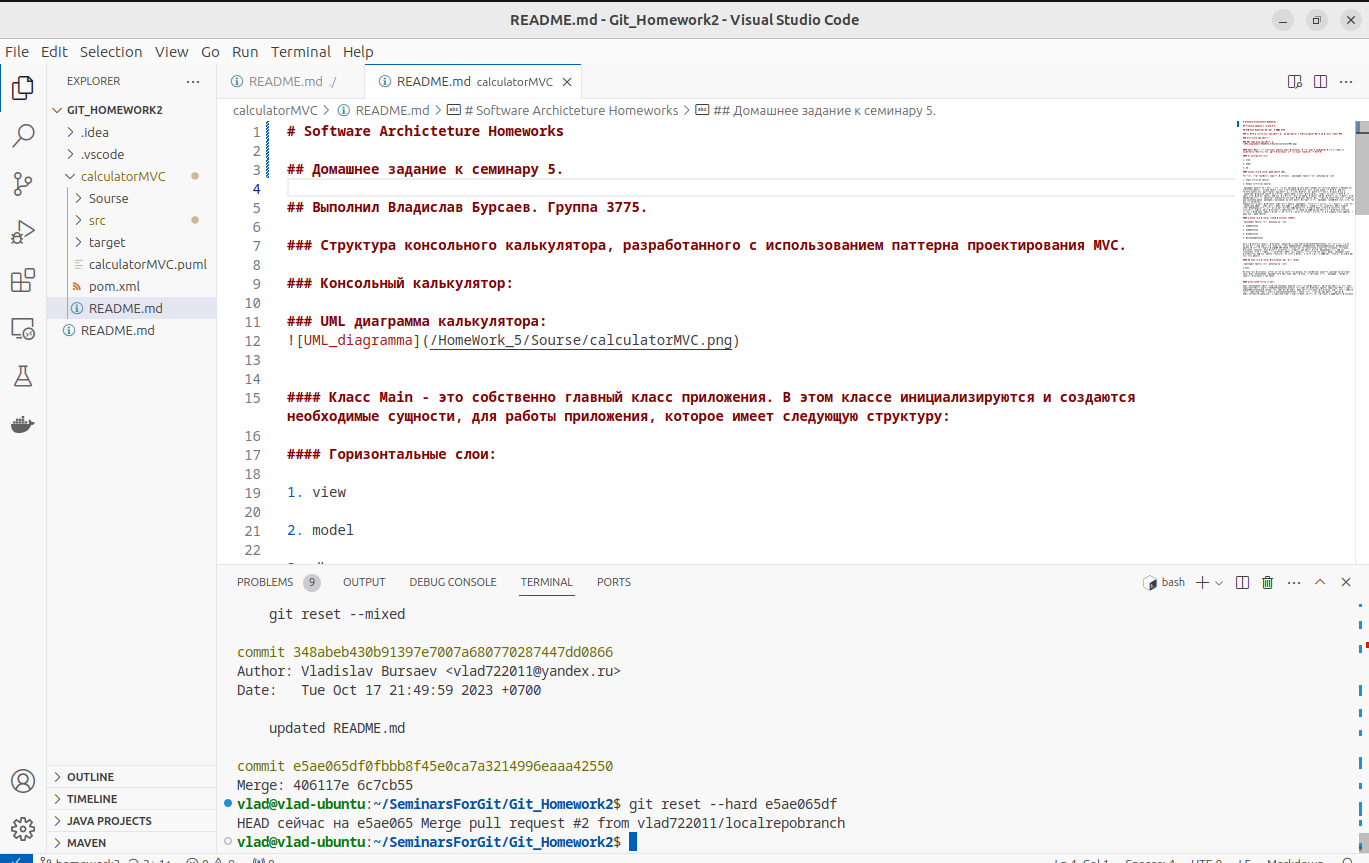 README.md - Git_Homework2 - Visual Studio Code
File Edit Selection View Go Run Terminal Help
EXPLORER
GIT_HOMEWORK2
.idea
.vscode
calculatorMVC
Sourse
src
target
calculatorMVC.puml
pom.xml
README.md
README.md
OUTLINE
TIMELINE
JAVA PROJECTS
MAVEN
README.md ./
README.md calculatorMVC
calculatorMVC > README.md > # Software Archicteture Homeworks > ## Домашнее задание к семинару 5.
1 # Software Archicteture Homeworks
2
3 ## Домашнее задание к семинару 5.
4
5 ## Выполнил Владислав Бурсаев. Группа 3775.
6
7 ### Структура консольного калькулятора, разработанного с использованием паттерна проектирования MVC.
8
9 ### Консольный калькулятор:
10
11 ### UML диаграмма калькулятора:
12 ![UML_diagramma](/HomeWork_5/Sourse/calculatorMVC.png)
13
14
15 #### Класс Main - это собственно главный класс приложения. В этом классе инициализируются и создаются
необходимые сущности, для работы приложения, которое имеет следующую структуру:
16
17 #### Горизонтальные слои:
18
19 1. view
20
21 2. model
22
PROBLEMS 9 OUTPUT DEBUG CONSOLE TERMINAL PORTS
bash
git reset --mixed
commit 348abeb430b91397e7007a680770287447dd0866
Author: Vladislav Bursaev <vlad722011@yandex.ru>
Date: Tue Oct 17 21:49:59 2023 +0700
updated README.md
commit e5ae065df0fbbb8f45e0ca7a3214996eaaa42550
Merge: 406117e 6c7cb55
vlad@vlad-ubuntu:~/SeminarsForGit/Git_Homework2$ git reset --hard e5ae065df
HEAD сейчас на e5ae065 Merge pull request #2 from vlad722011/localrepobranch
vlad@vlad-ubuntu:~/SeminarsForGit/Git_Homework2$